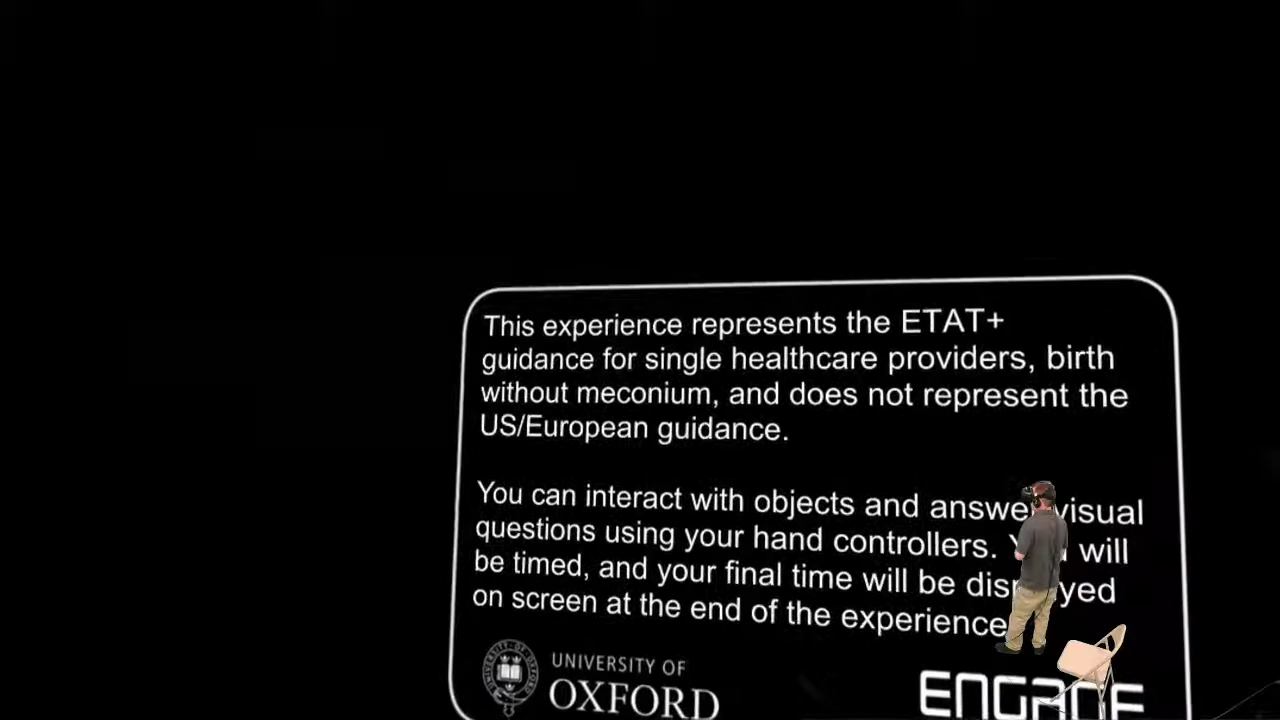 This experience represents the ETAT+
guidance for single healthcare providers, birth
without meconium, and does not represent the
US/European guidance.
You can interact with objects and answer visual
questions using your hand controllers. You will
be timed, and your final time will be displayed
on screen at the end of the experience
UNIVERSITY OF
OXFORD
ENGAGE